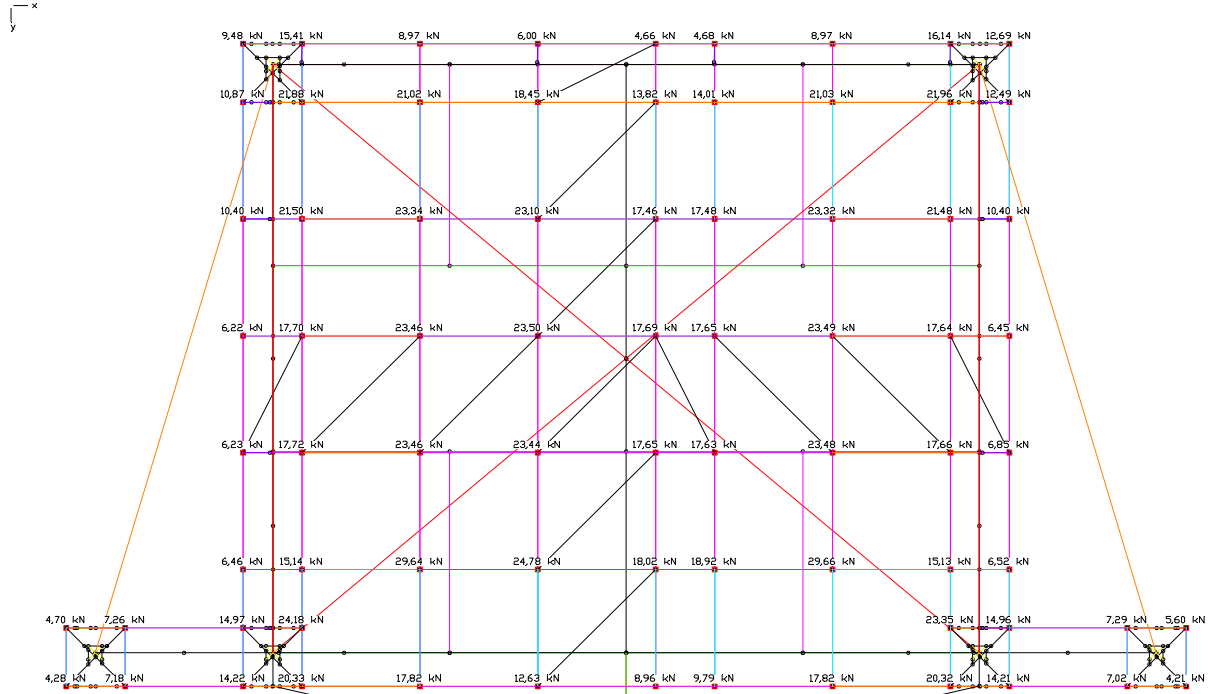 x
y
9,48 kN 15,41 kN 8,97 kN 6,00 kN 4,66 kN 4,68 kN 8,97 kN 16,14 kN 12,69 kN
10,87 kN 21,88 kN 21,02 kN 18,45 kN 13,82 kN 14,01 kN 21,03 kN 21,96 kN 12,49 kN
10,40 kN 21,50 kN 23,34 kN 23,10 kN 17,46 kN 17,48 kN 23,32 kN 21,48 kN 10,40 kN
6,22 kN 17,70 kN 23,46 kN 23,50 kN 17,69 kN 17,65 kN 23,49 kN 17,64 kN 6,45 kN
6,23 kN 17,72 kN 23,46 kN 23,44 kN 17,65 kN 17,63 kN 23,48 kN 17,66 kN 6,85 kN
6,46 kN 15,14 kN 29,64 kN 24,78 kN 18,02 kN 18,92 kN 29,66 kN 15,13 kN 6,52 kN
4,70 kN 7,26 kN 14,97 kN 24,18 kN 23,35 kN 14,96 kN 7,29 kN 5,60 kN
4,28 kN 7,18 kN 14,22 kN 20,33 kN 17,82 kN 12,63 kN 8,96 kN 9,79 kN 17,82 kN 20,32 kN 14,21 kN 7,02 kN 4,21 kN